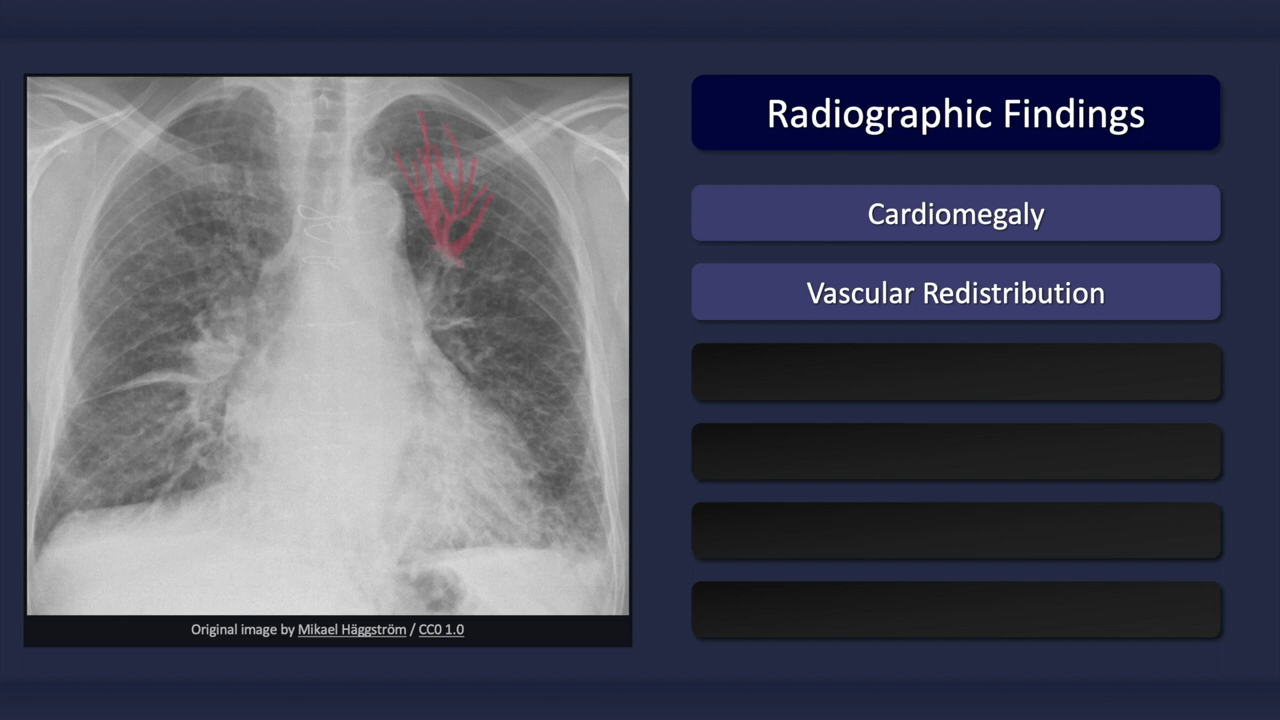 Radiographic Findings
Cardiomegaly
Vascular Redistribution
Original image by Mikael Häggström / CC0 1.0